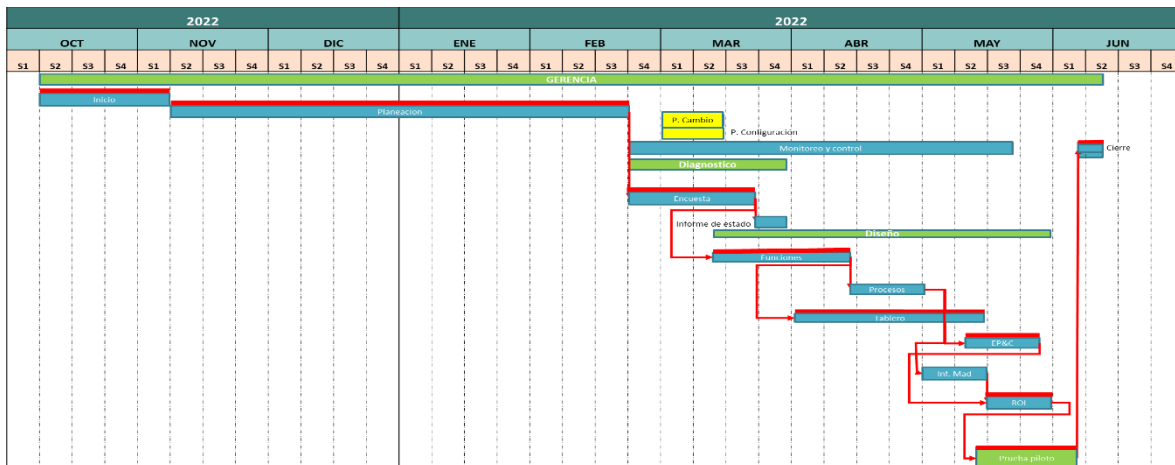 2022 2022
OCT NOV DIC ENE FEB MAR ABR MAY JUN
S1 S2 S3 S4 S1 S2 S3 S4 S1 S2 S3 S4 S1 S2 S3 S4 S1 S2 S3 S4 S1 S2 S3 S4 S1 S2 S3 S4 S1 S2 S3 S4 S1 S2 S3 S4
GERENCIA
Inicio
Planeacion
P. Cambio
P. Configuración
Monitoreo y control Cierre
Diagnostico
Encuesta
Informe de estado
Diseño
Funciones
Procesos
Tablero
EP&C
Inf. Mad
ROI
Prueba piloto